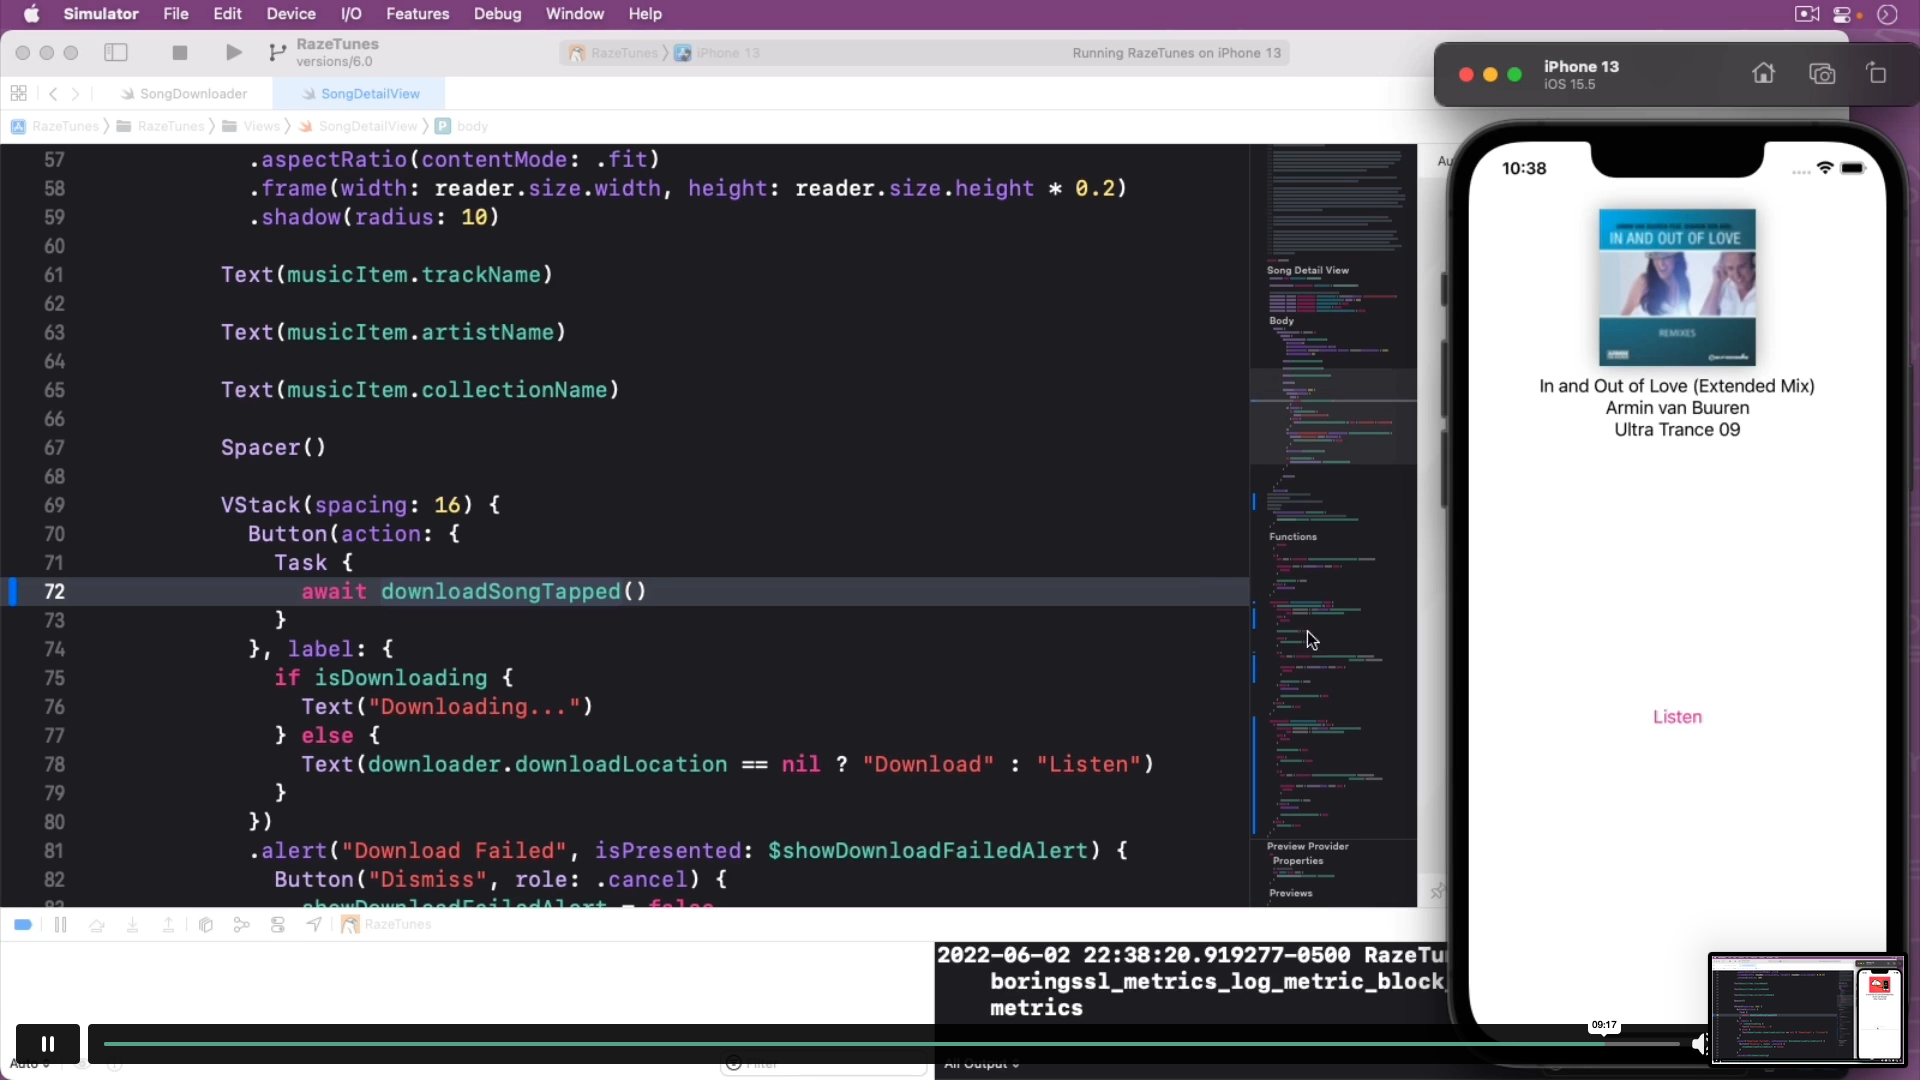 Simulator File Edit Device I/O Features Debug Window Help
RazeTunes
versions/6.0
RazeTunes iPhone 13
Running RazeTunes on iPhone 13
iPhone 13
iOS 15.5
SongDownloader
SongDetailView
RazeTunes RazeTunes Views SongDetailView P body
57 .aspectRatio(contentMode: .fit)
58 .frame(width: reader.size.width, height: reader.size.height * 0.2)
59 .shadow(radius: 10)
60
61 Text(musicItem.trackName)
62
63 Text(musicItem.artistName)
64
65 Text(musicItem.collectionName)
66
67 Spacer()
68
69 VStack(spacing: 16) {
70 Button(action: {
71 Task {
72 await downloadSongTapped()
73 }
74 }, label: {
75 if isDownloading {
76 Text("Downloading...")
77 } else {
78 Text(downloader.downloadLocation == nil ? "Download" : "Listen")
79 }
80 })
81 .alert("Download Failed", isPresented: $showDownloadFailedAlert) {
82 Button("Dismiss", role: .cancel) {
showDownloadFailedAlert = false
Song Detail View
Body
Functions
Preview Provider
Properties
Previews
Au
10:38
IN AND OUT OF LOVE
REMIXES
In and Out of Love (Extended Mix)
Armin van Buuren
Ultra Trance 09
Listen
RazeTunes
2022-06-02 22:38:20.919277-0500 RazeTu
boringssl_metrics_log_metric_block_
metrics
09:17
Auto
Filter
All Output